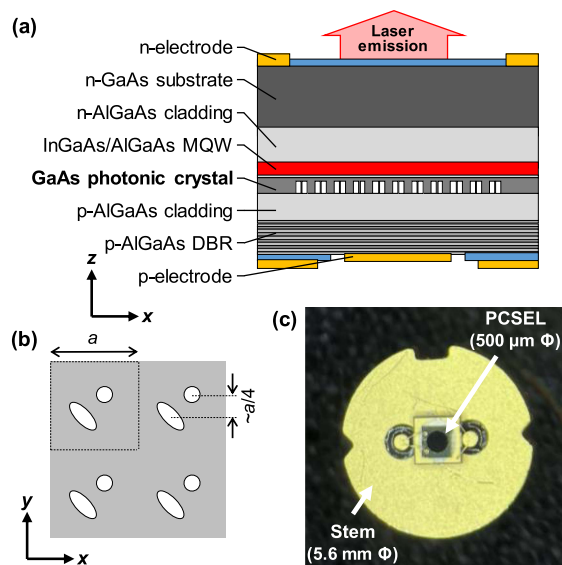 (a)
Laser
emission
n-electrode
n-GaAs substrate
n-AlGaAs cladding
InGaAs/AlGaAs MQW
GaAs photonic crystal
p-AlGaAs cladding
p-AlGaAs DBR
p-electrode
z
x
(b)
a
~a/4
y
x
(c)
PCSEL
(500 µm Φ)
Stem
(5.6 mm Φ)